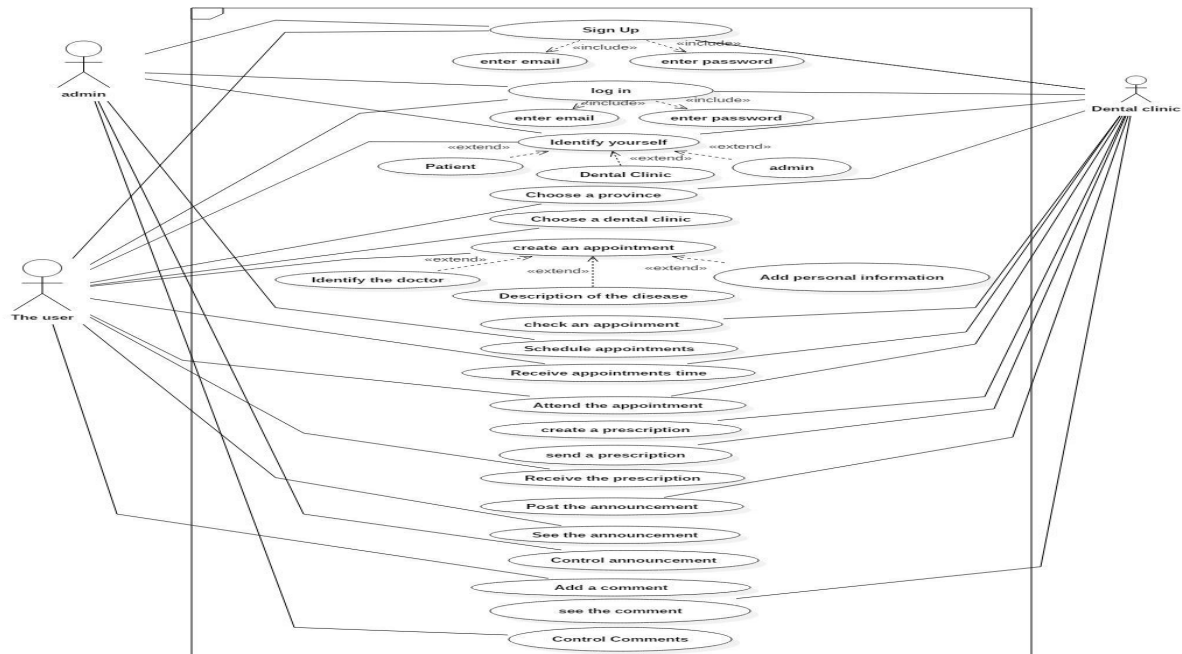 Sign Up
«include»
«include»
enter email
enter password
admin
log in
«include»
«include»
Dental clinic
enter email
enter password
Identify yourself
«extend»
«extend»
«extend»
Patient
Dental Clinic
admin
Choose a province
Choose a dental clinic
create an appointment
«extend»
«extend»
«extend»
Identify the doctor
Add personal information
Description of the disease
The user
check an appoinment
Schedule appointments
Receive appointments time
Attend the appointment
create a prescription
send a prescription
Receive the prescription
Post the announcement
See the announcement
Control announcement
Add a comment
see the comment
Control Comments